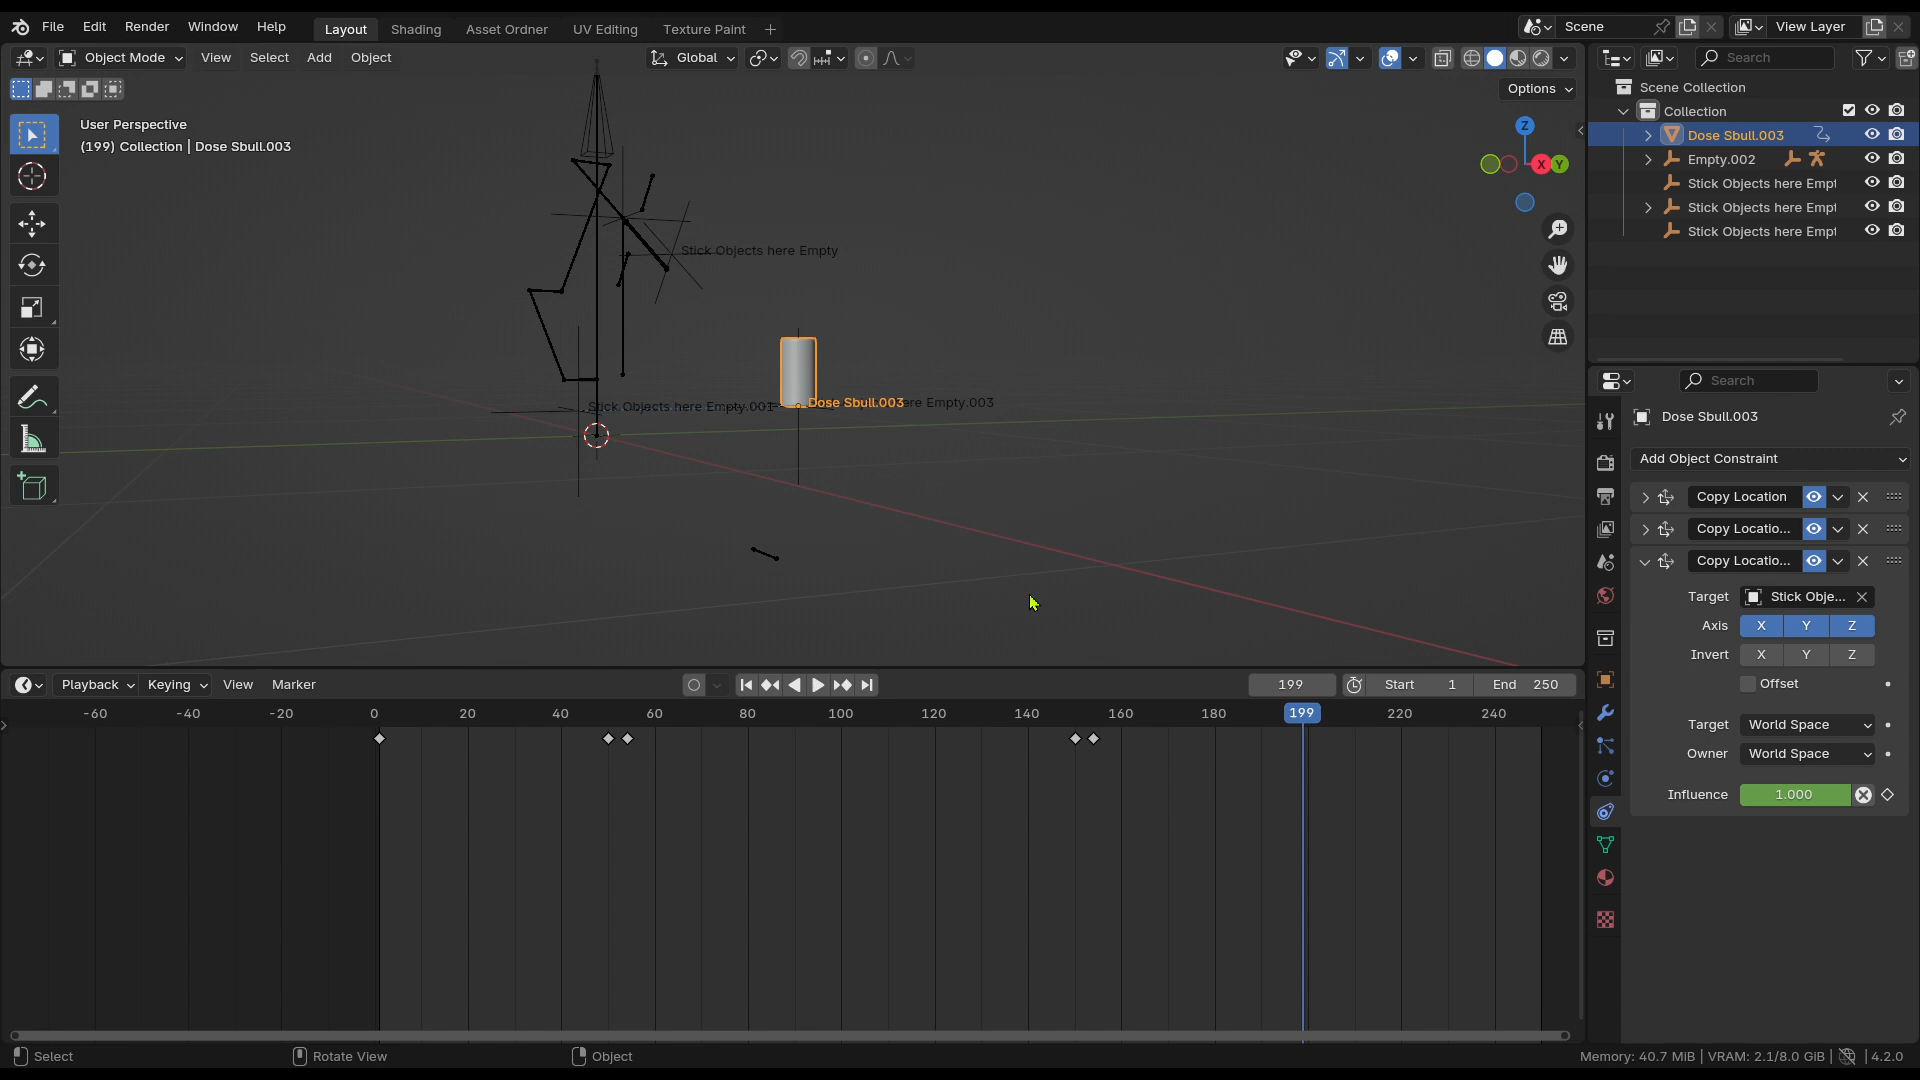 File Edit Render Window Help Layout Shading Asset Ordner UV Editing Texture Paint + Scene View Layer
Object Mode View Select Add Object Global Search
Options
User Perspective
(199) Collection | Dose Sbull.003
Z
X Y
Stick Objects here Empty
Stick Objects here Empty.001
Dose Sbull.003
ere Empty.003
Scene Collection
Collection
Dose Sbull.003
Empty.002
Stick Objects here Empt
Stick Objects here Empt
Stick Objects here Empt
Search
Dose Sbull.003
Add Object Constraint
Copy Location
Copy Locatio...
Copy Locatio...
Target Stick Obje...
Axis X Y Z
Invert X Y Z
Offset
Target World Space
Owner World Space
Influence 1.000
Playback Keying View Marker 199 Start 1 End 250
-60 -40 -20 0 20 40 60 80 100 120 140 160 180 199 220 240
Select Rotate View Object Memory: 40.7 MiB | VRAM: 2.1/8.0 GiB | 4.2.0